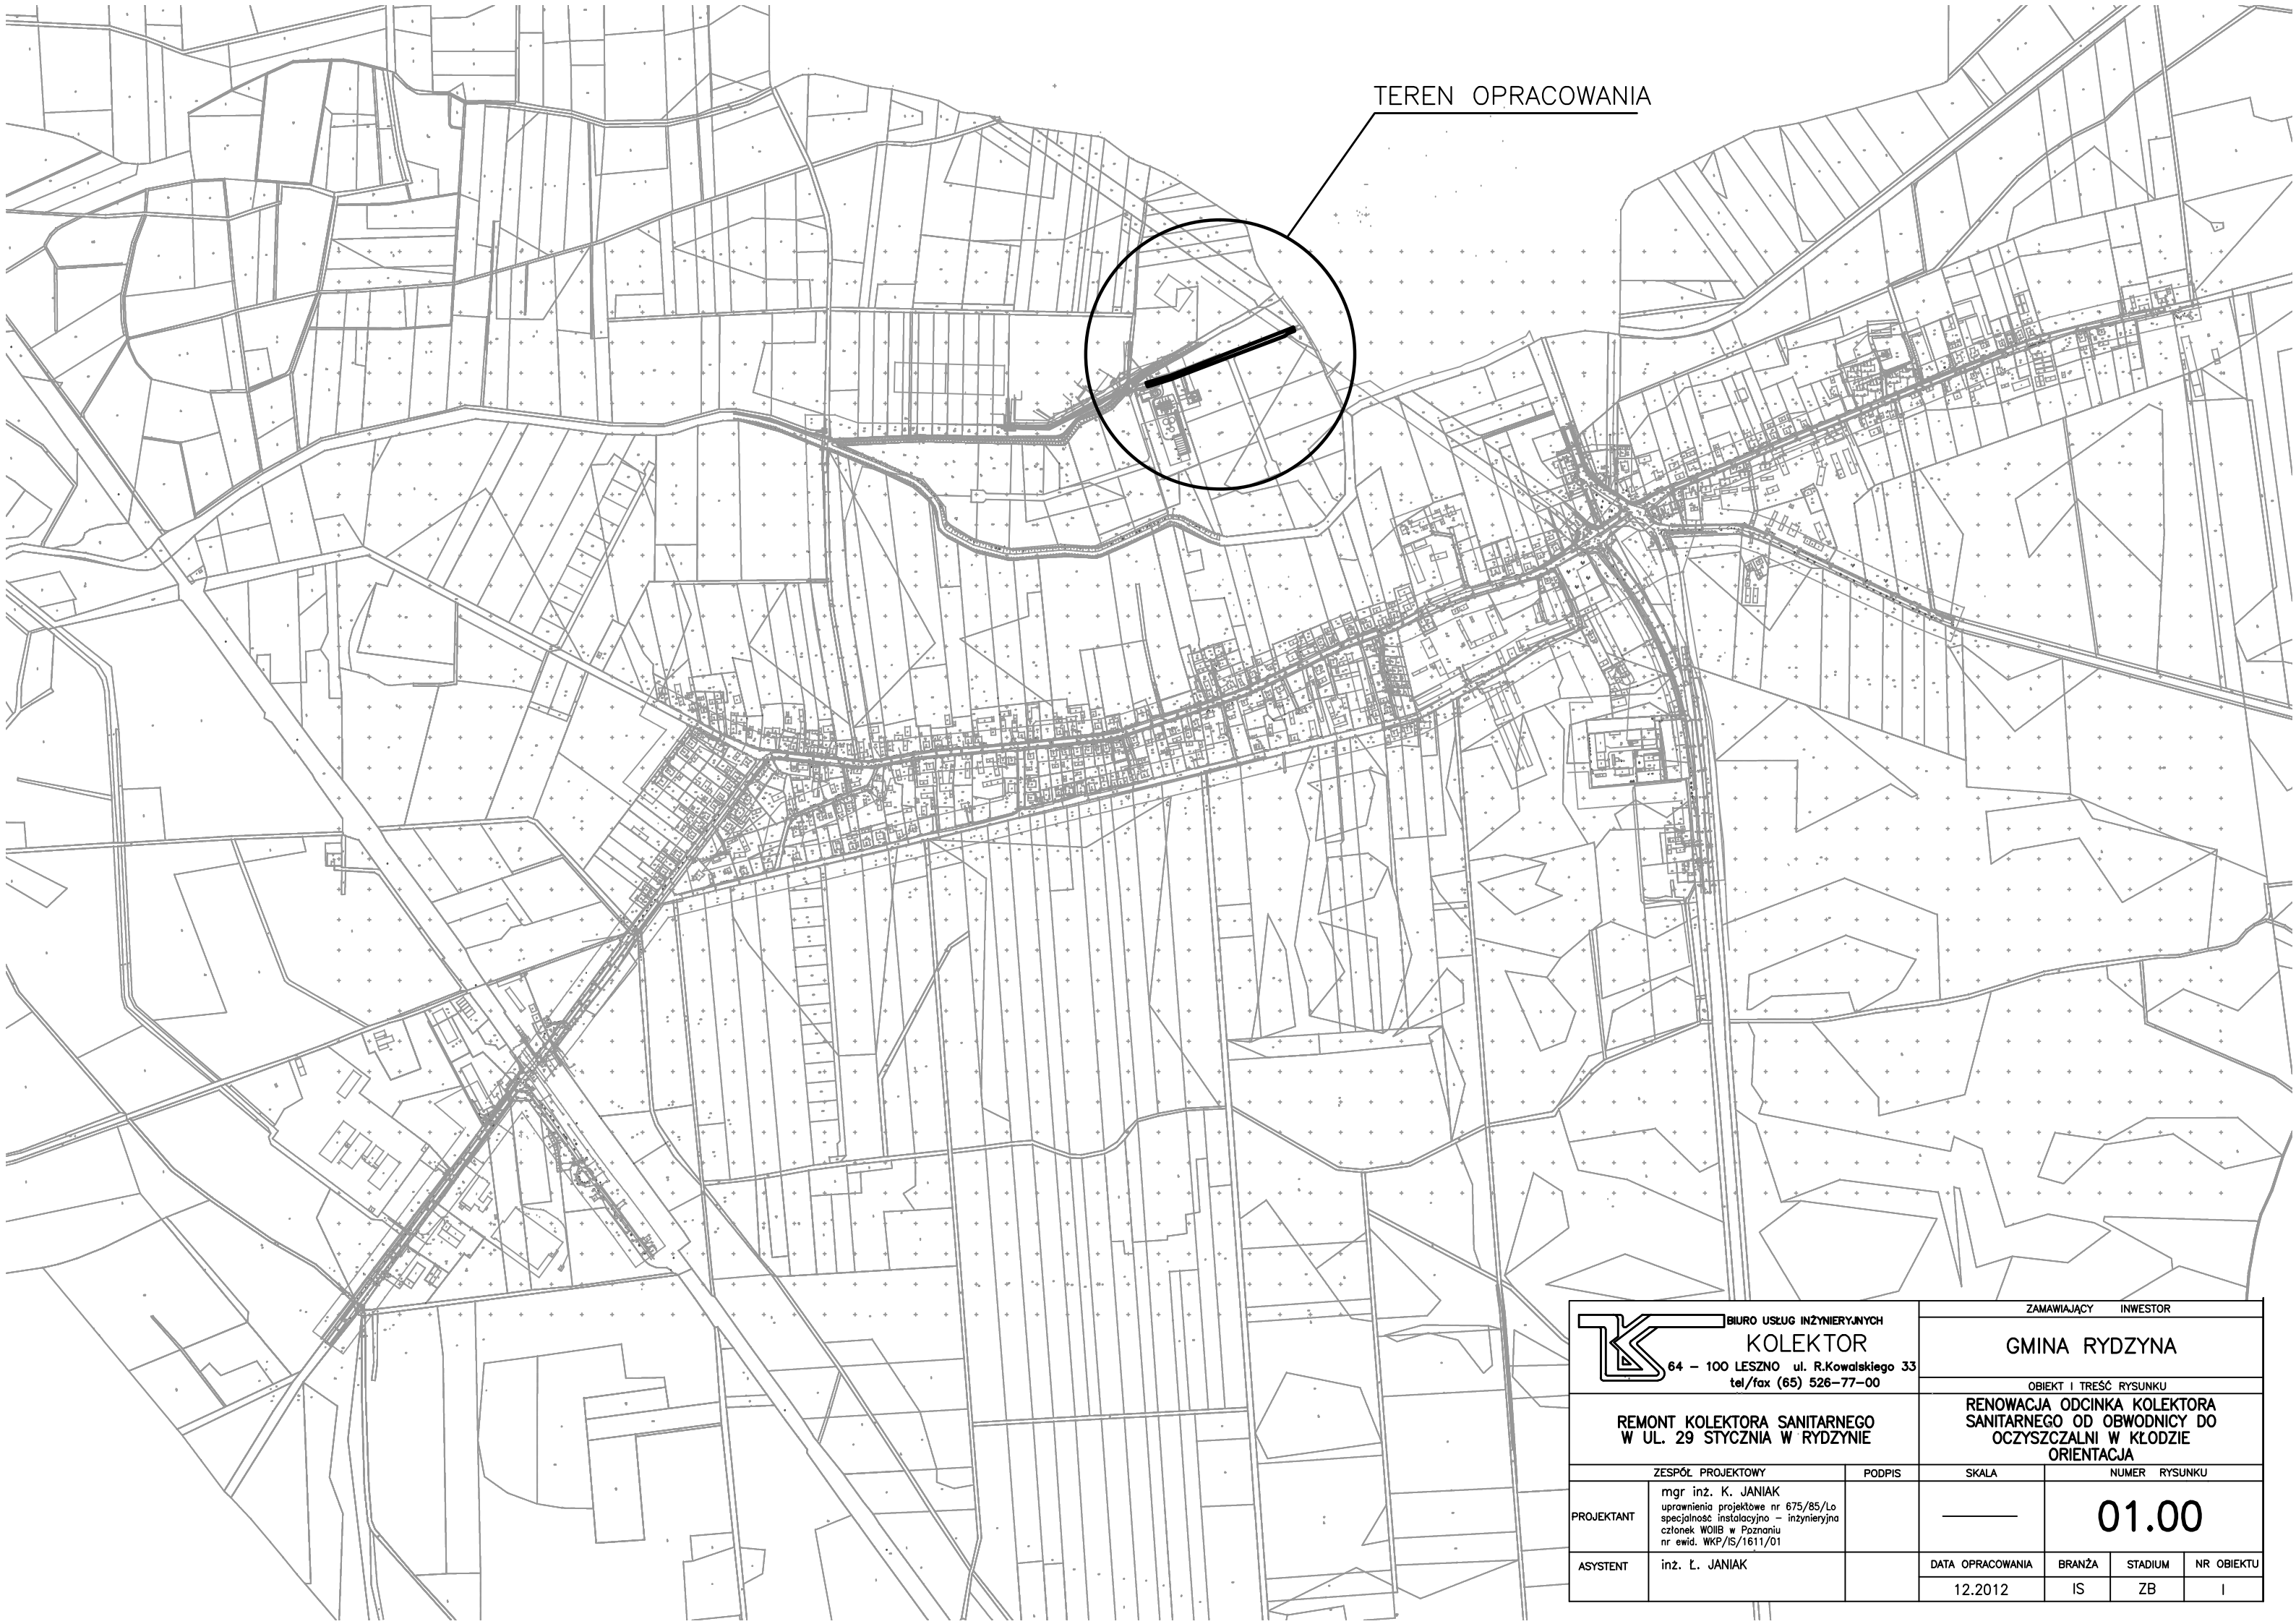 TEREN OPRACOWANIA
BIURO USŁUG INŻYNIERYJNYCH
KOLEKTOR
64 – 100 LESZNO ul. R.Kowalskiego 33
tel/fax (65) 526–77–00
ZAMAWIAJĄCY INWESTOR
GMINA RYDZYNA
OBIEKT I TREŚĆ RYSUNKU
REMONT KOLEKTORA SANITARNEGO
W UL. 29 STYCZNIA W RYDZYNIE
RENOWACJA ODCINKA KOLEKTORA
SANITARNEGO OD OBWODNICY DO
OCZYSZCZALNI W KŁODZIE
ORIENTACJA
ZESPÓŁ PROJEKTOWY PODPIS SKALA NUMER RYSUNKU
PROJEKTANT
mgr inż. K. JANIAK
uprawnienia projektowe nr 675/85/Lo
specjalność instalacyjno – inżynieryjna
członek WOIIB w Poznaniu
nr ewid. WKP/IS/1611/01
01.00
ASYSTENT inż. Ł. JANIAK
DATA OPRACOWANIA BRANŻA STADIUM NR OBIEKTU
12.2012 IS ZB I